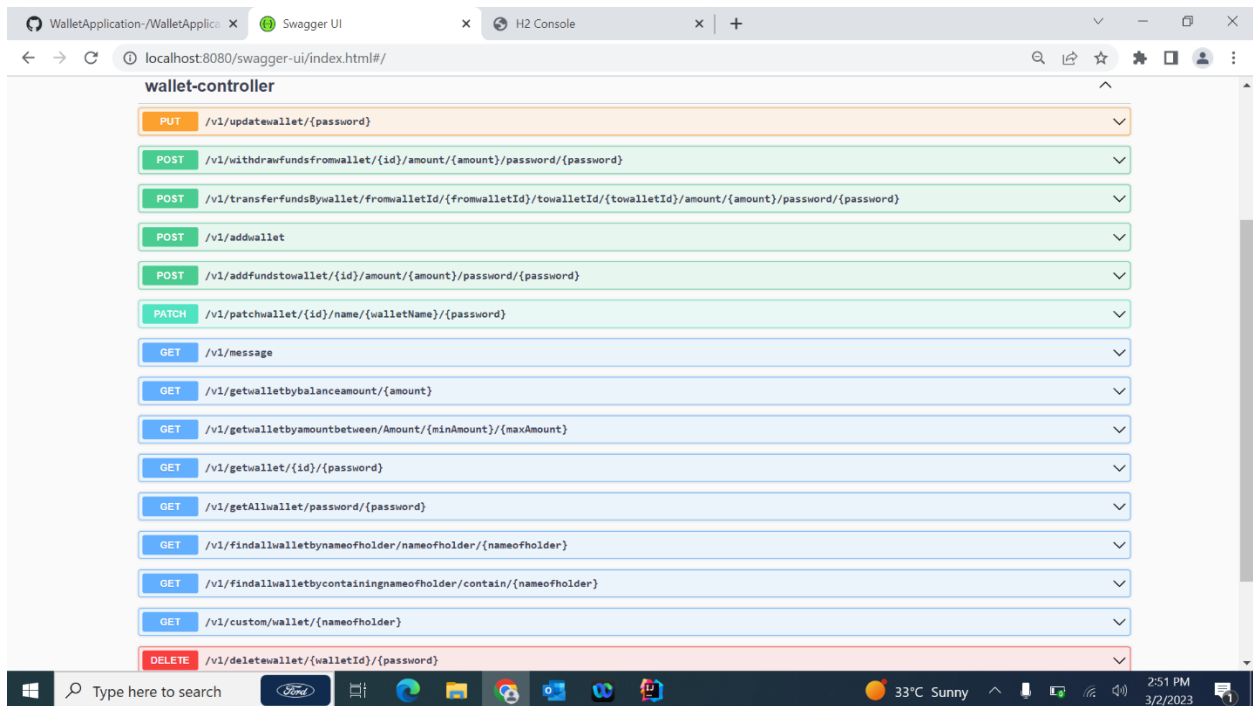 WalletApplication-/WalletApplica
Swagger UI
H2 Console
localhost:8080/swagger-ui/index.html#/
wallet-controller
PUT /v1/updatewallet/{password}
POST /v1/withdrawfundsfromwallet/{id}/amount/{amount}/password/{password}
POST /v1/transferfundsBywallet/fromwalletId/{fromwalletId}/towalletId/{towalletId}/amount/{amount}/password/{password}
POST /v1/addwallet
POST /v1/addfundstowallet/{id}/amount/{amount}/password/{password}
PATCH /v1/patchwallet/{id}/name/{walletName}/{password}
GET /v1/message
GET /v1/getwalletbybalanceamount/{amount}
GET /v1/getwalletbyamountbetween/Amount/{minAmount}/{maxAmount}
GET /v1/getwallet/{id}/{password}
GET /v1/getAllwallet/password/{password}
GET /v1/findallwalletbynameofholder/nameofholder/{nameofholder}
GET /v1/findallwalletbycontainingnameofholder/contain/{nameofholder}
GET /v1/custom/wallet/{nameofholder}
DELETE /v1/deletewallet/{walletId}/{password}
Type here to search
Ford
33°C Sunny
2:51 PM
3/2/2023
1